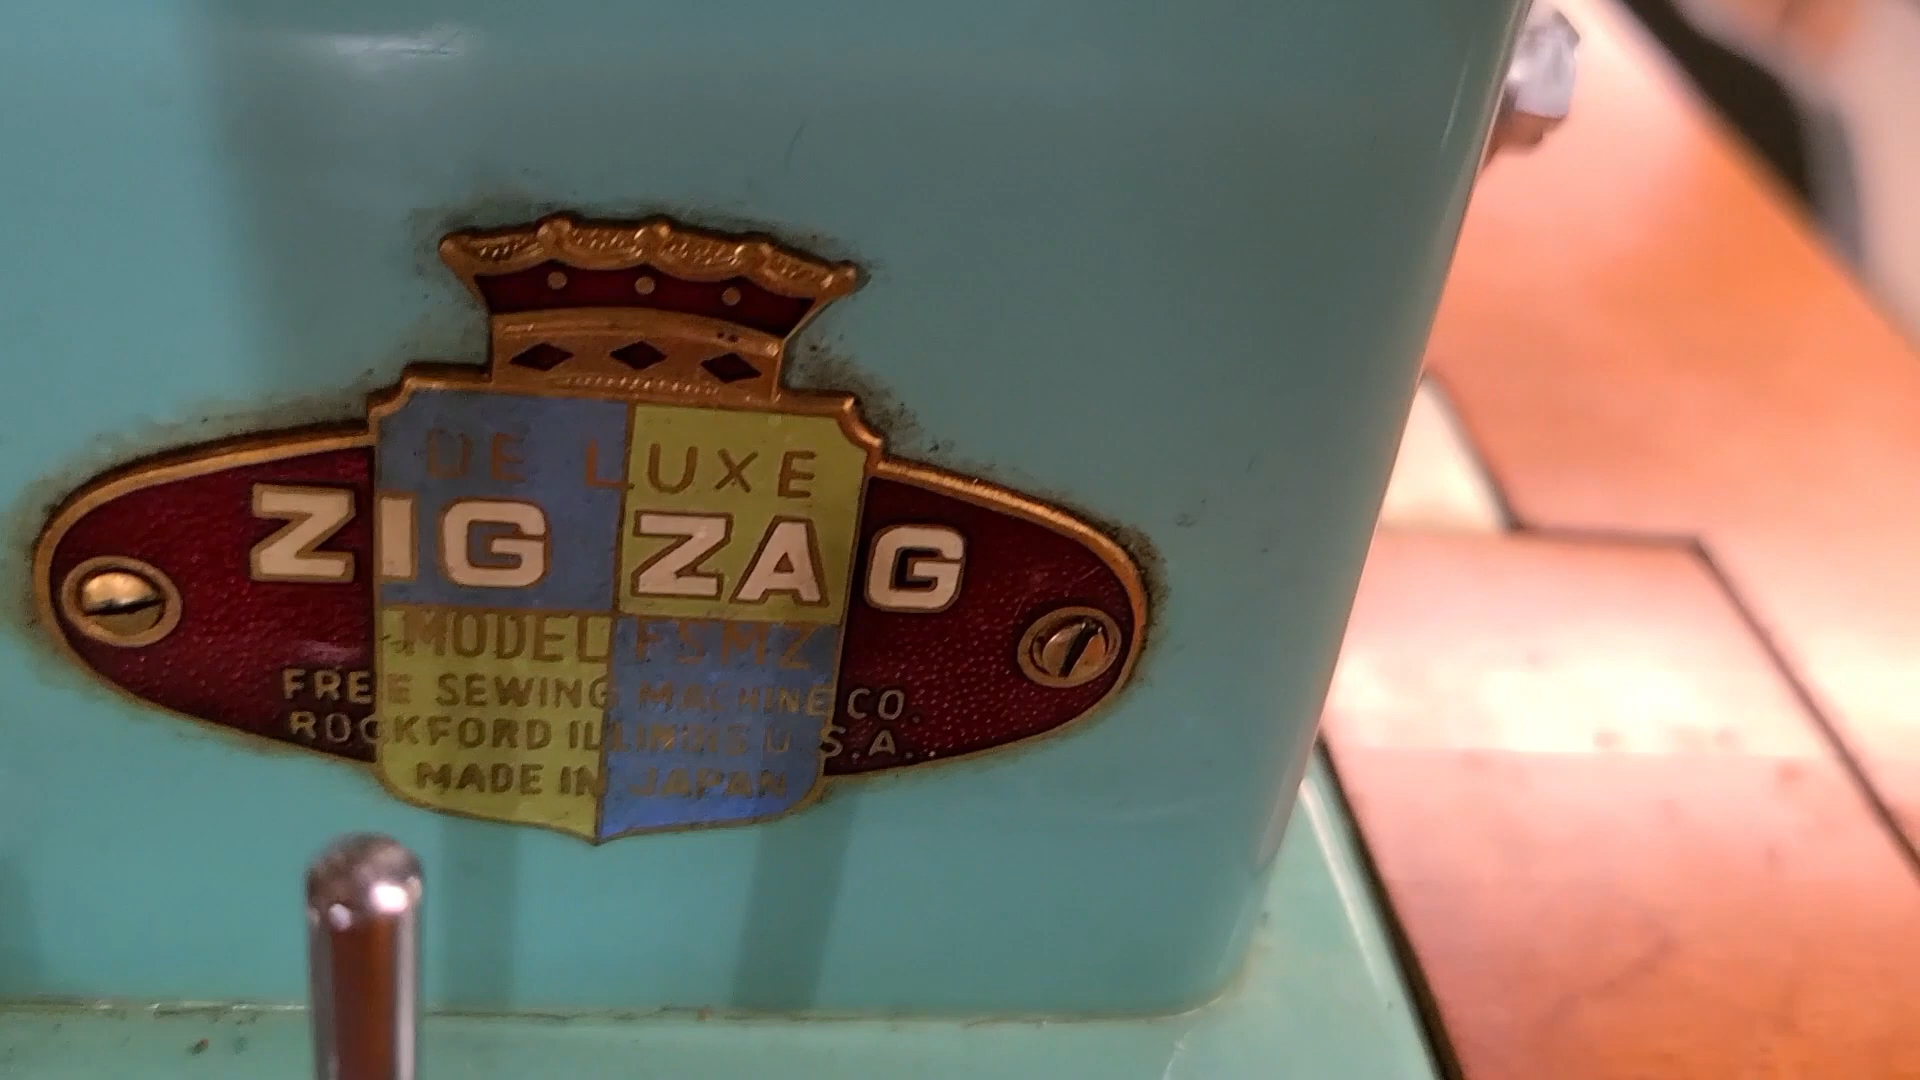 DE LUXE
ZIG ZAG
MODEL FSMZ
FREE SEWING MACHINE CO.
ROCKFORD ILLINOIS U.S.A.
MADE IN JAPAN